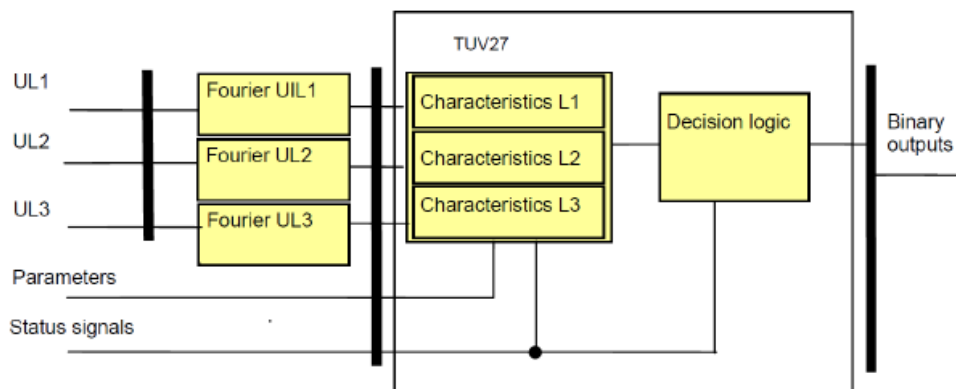 TUV27
UL1
Fourier UIL1
Characteristics L1
Decision logic
Binary
outputs
UL2
Fourier UL2
Characteristics L2
UL3
Fourier UL3
Characteristics L3
Parameters
Status signals